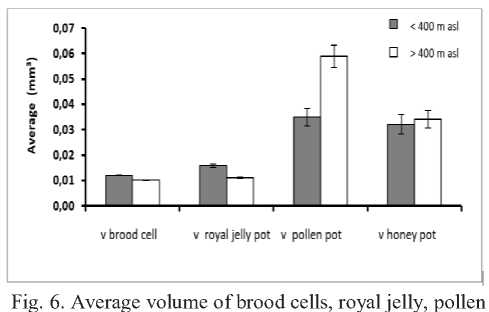 0,07
0,06
0,05
0,04
0,03
0,02
0,01
0,00
Average (mm³)
< 400 m asl
> 400 m asl
v brood cell
v royal jelly pot
v pollen pot
v honey pot
Fig. 6. Average volume of brood cells, royal jelly, pollen